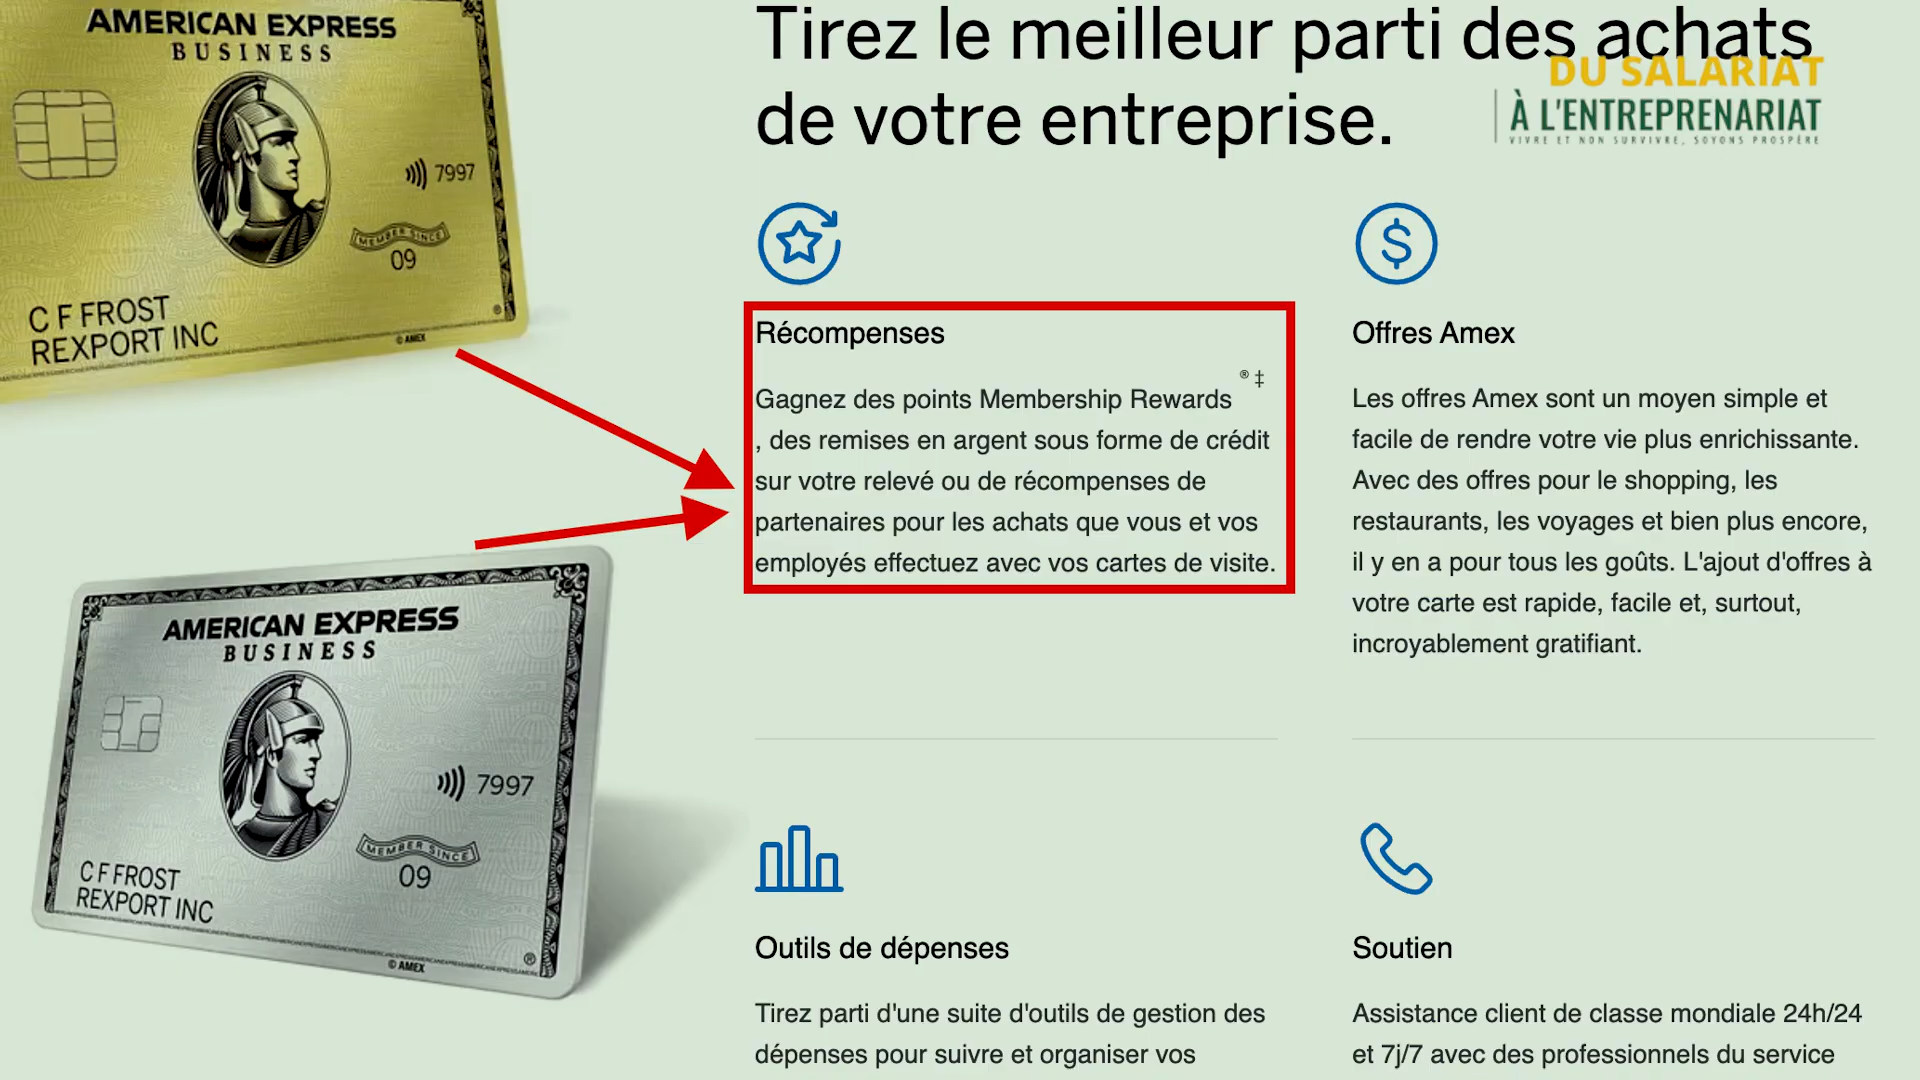 AMERICAN EXPRESS
BUSINESS
7997
MEMBER SINCE
09
C F FROST
REXPORT INC
® 
© AMEX
Tirez le meilleur parti des achats
de votre entreprise.
DU SALARIAT
À L'ENTREPRENARIAT
VIVRE ET NON SURVIVRE, SOYONS PROSPÈRE
Récompenses
Gagnez des points Membership Rewards ® ‡
, des remises en argent sous forme de crédit
sur votre relevé ou de récompenses de
partenaires pour les achats que vous et vos
employés effectuez avec vos cartes de visite.
Offres Amex
Les offres Amex sont un moyen simple et
facile de rendre votre vie plus enrichissante.
Avec des offres pour le shopping, les
restaurants, les voyages et bien plus encore,
il y en a pour tous les goûts. L'ajout d'offres à
votre carte est rapide, facile et, surtout,
incroyablement gratifiant.
AMERICAN EXPRESS
BUSINESS
7997
MEMBER SINCE
09
C F FROST
REXPORT INC
®
© AMEX
Outils de dépenses
Tirez parti d'une suite d'outils de gestion des
dépenses pour suivre et organiser vos
Soutien
Assistance client de classe mondiale 24h/24
et 7j/7 avec des professionnels du service